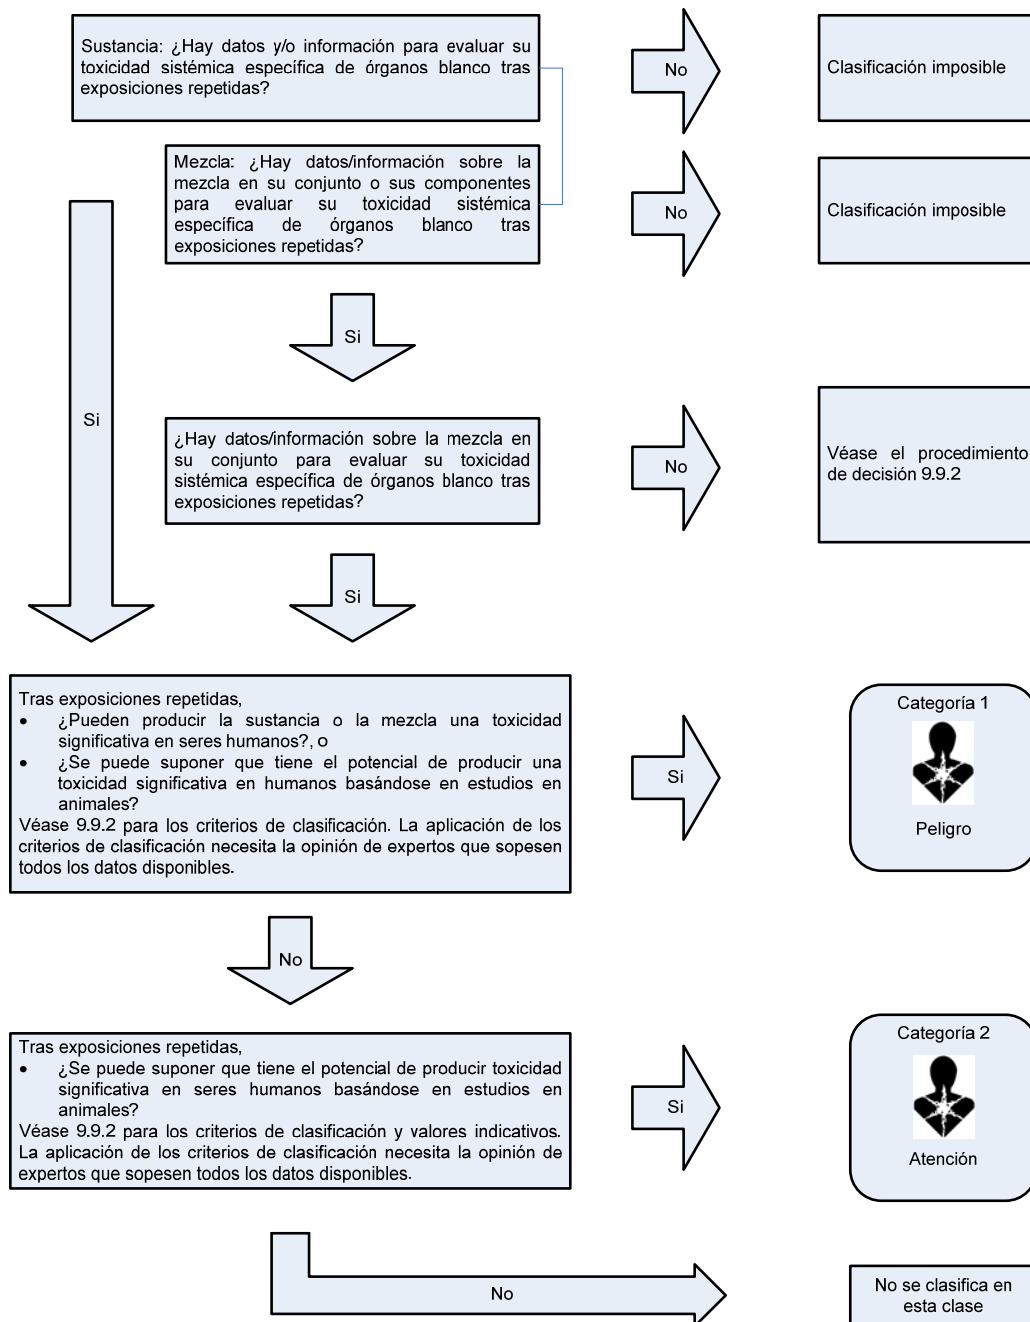 Sustancia: ¿Hay datos y/o información para evaluar su
toxicidad sistémica específica de órganos blanco tras
exposiciones repetidas?
No
Clasificación imposible
Mezcla: ¿Hay datos/información sobre la
mezcla en su conjunto o sus componentes
para evaluar su toxicidad sistémica
específica de órganos blanco tras
exposiciones repetidas?
No
Clasificación imposible
Si
Si
¿Hay datos/información sobre la mezcla en
su conjunto para evaluar su toxicidad
sistémica específica de órganos blanco tras
exposiciones repetidas?
No
Véase el procedimiento
de decisión 9.9.2
Si
Tras exposiciones repetidas,
• ¿Pueden producir la sustancia o la mezcla una toxicidad
significativa en seres humanos?, o
• ¿Se puede suponer que tiene el potencial de producir una
toxicidad significativa en humanos basándose en estudios en
animales?
Véase 9.9.2 para los criterios de clasificación. La aplicación de los
criterios de clasificación necesita la opinión de expertos que sopesen
todos los datos disponibles.
Si
Categoría 1
Peligro
No
Tras exposiciones repetidas,
• ¿Se puede suponer que tiene el potencial de producir toxicidad
significativa en seres humanos basándose en estudios en
animales?
Véase 9.9.2 para los criterios de clasificación y valores indicativos.
La aplicación de los criterios de clasificación necesita la opinión de
expertos que sopesen todos los datos disponibles.
Si
Categoría 2
Atención
No
No se clasifica en
esta clase